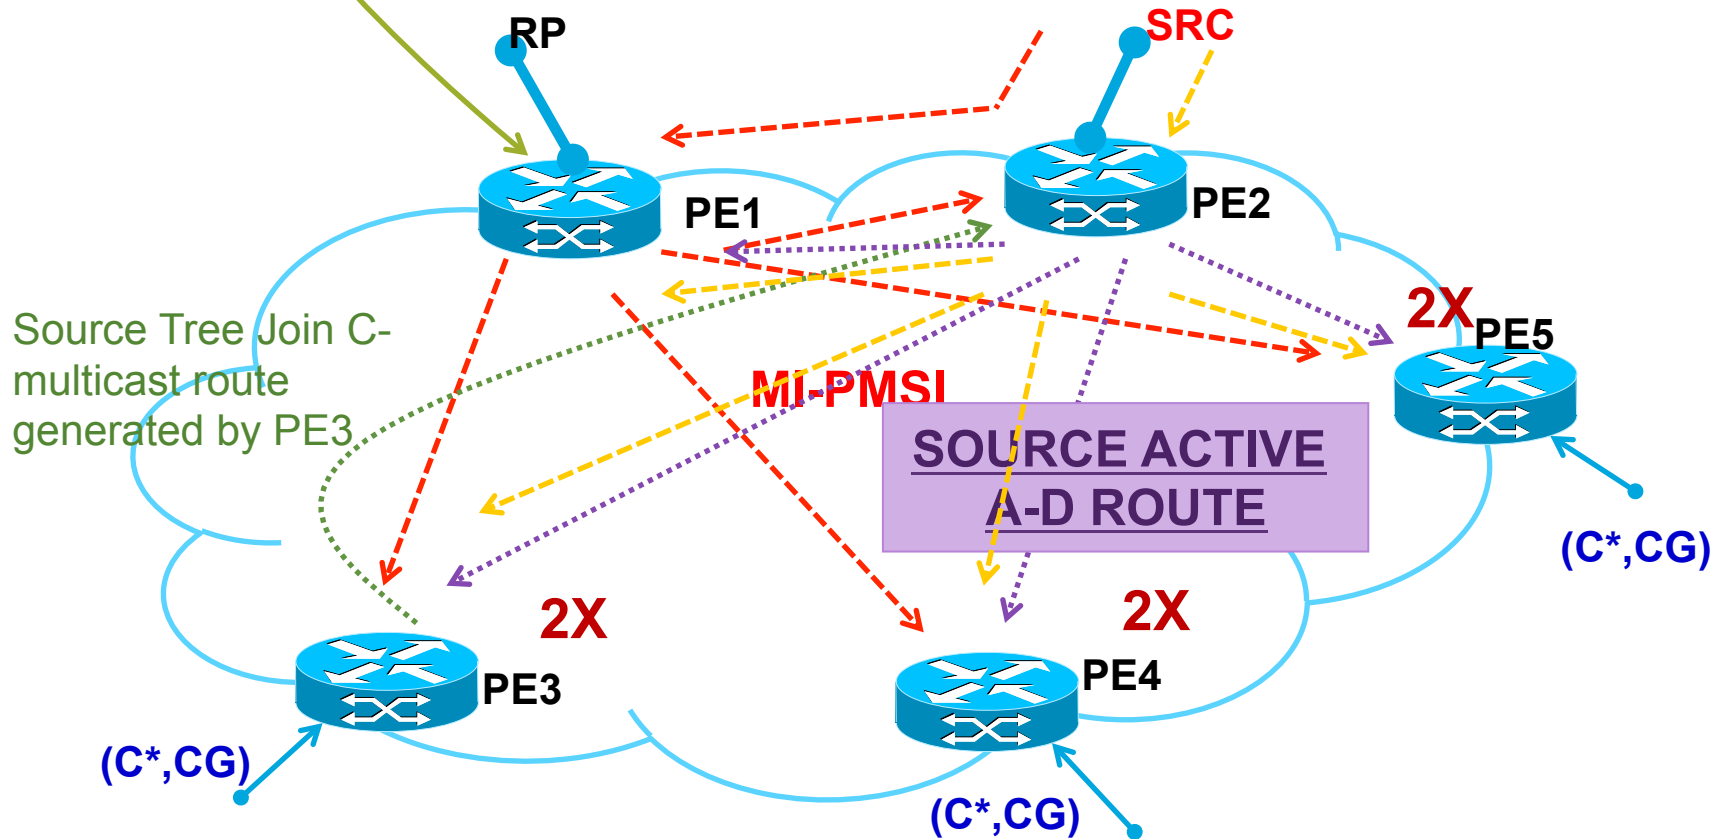 RP
SRC
PE1
PE2
Source Tree Join C-
multicast route
generated by PE3
2X
PE5
MI-PMSI
SOURCE ACTIVE
A-D ROUTE
(C*,CG)
2X
2X
PE3
PE4
(C*,CG)
(C*,CG)